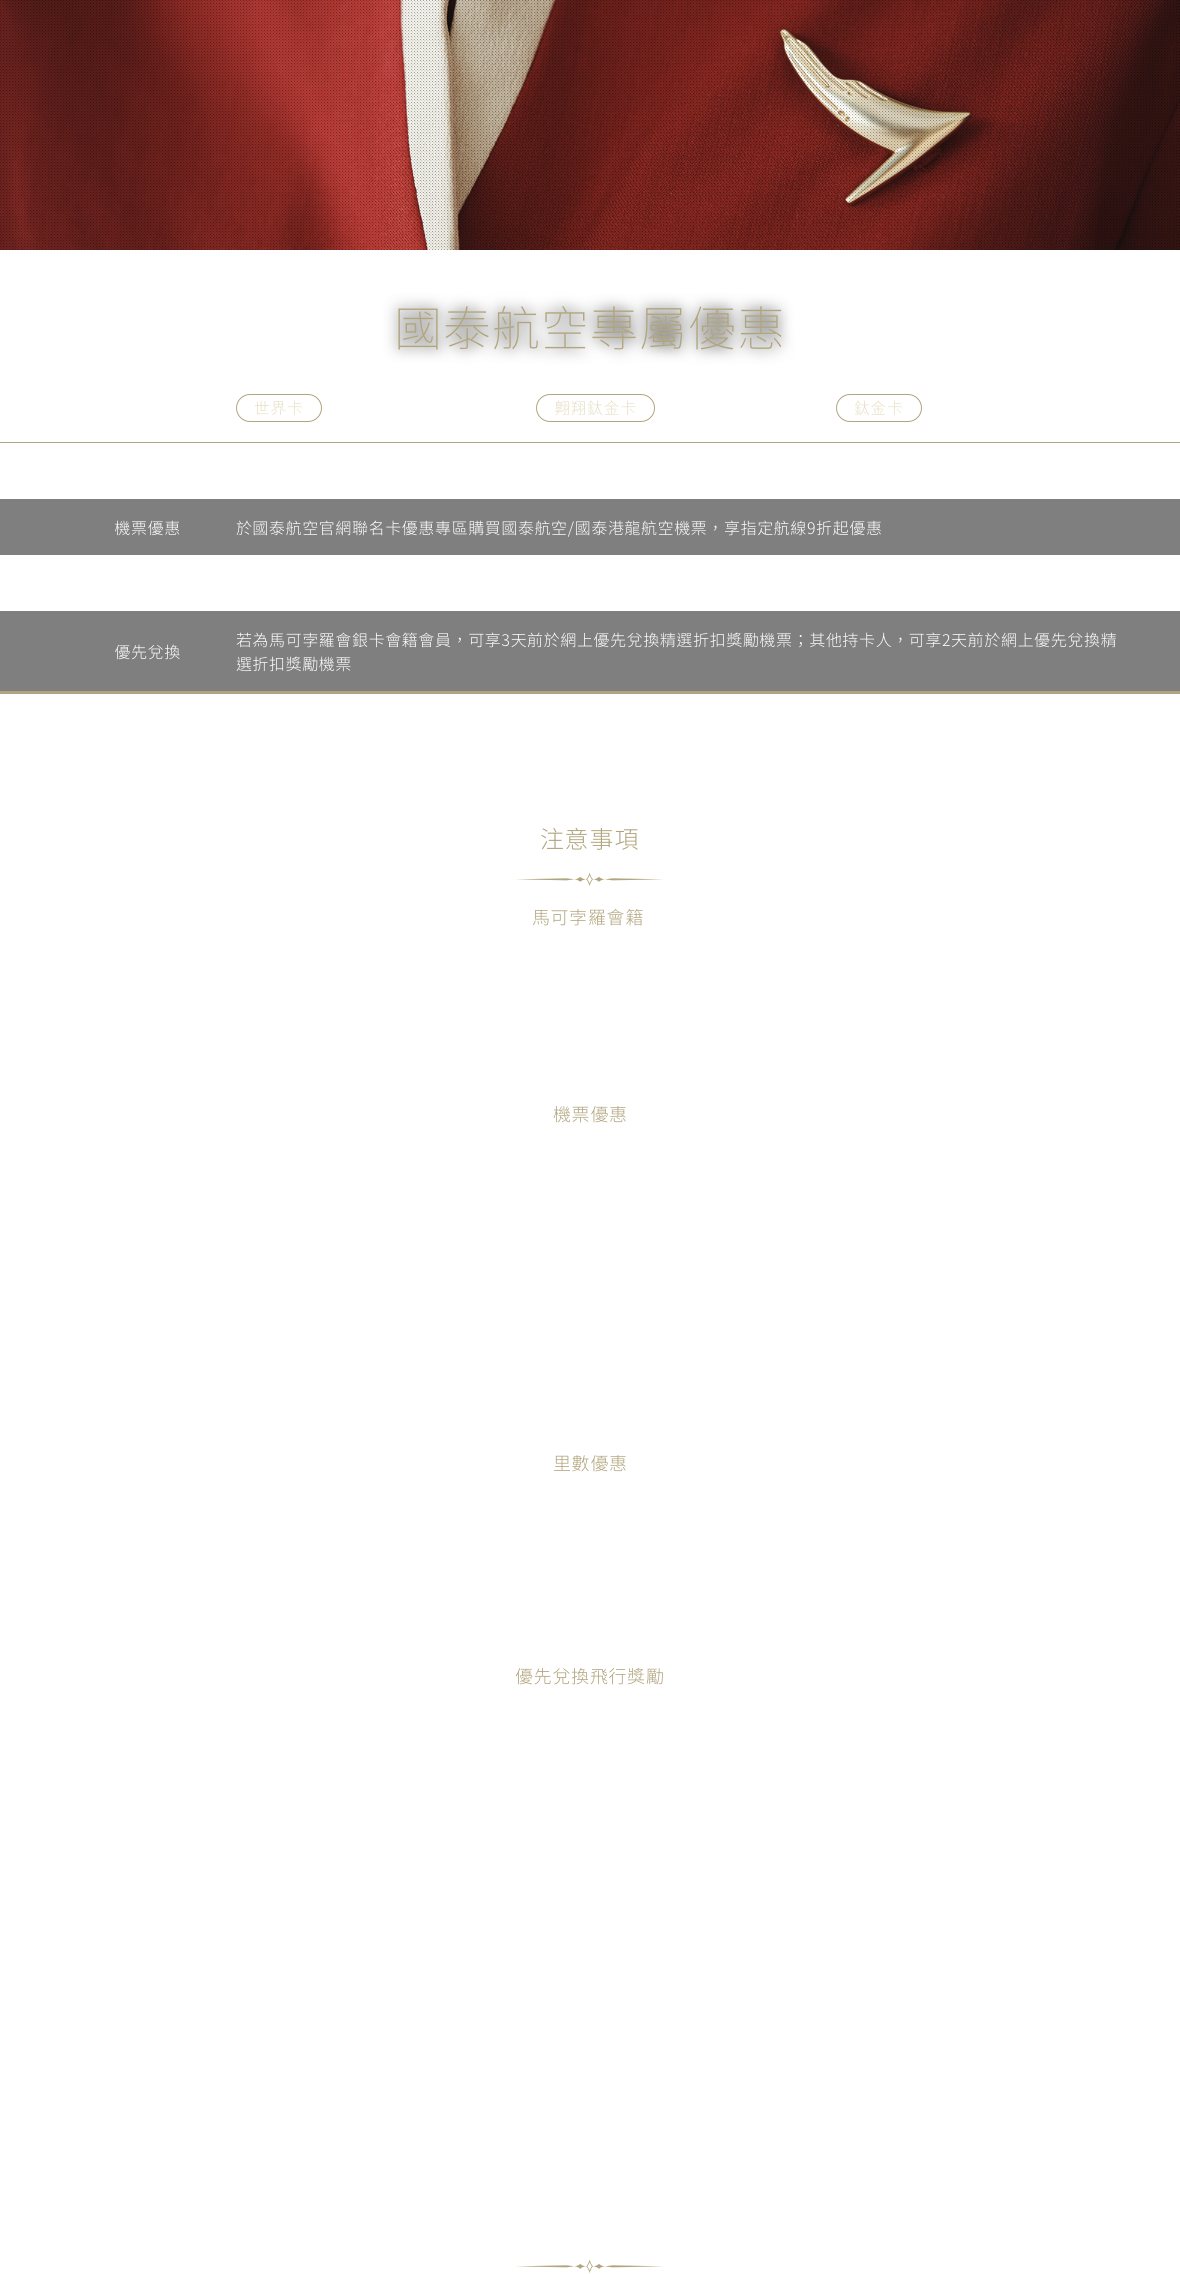 國泰航空專屬優惠
世界卡
翱翔鈦金卡
鈦金卡
機票優惠
於國泰航空官網聯名卡優惠專區購買國泰航空/國泰港龍航空機票，享指定航線9折起優惠
優先兌換
若為馬可孛羅會銀卡會籍會員，可享3天前於網上優先兌換精選折扣獎勵機票；其他持卡人，可享2天前於網上優先兌換精
選折扣獎勵機票
注意事項
馬可孛羅會籍
機票優惠
里數優惠
優先兌換飛行獎勵